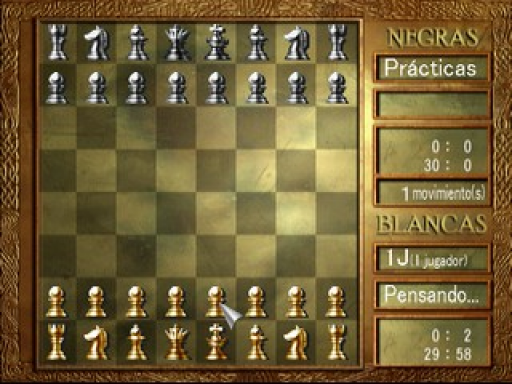 NEGRAS
Prácticas
0 : 0
30 : 0
1 movimiento(s)
BLANCAS
1J (1 jugador)
Pensando...
0 : 2
29 : 58